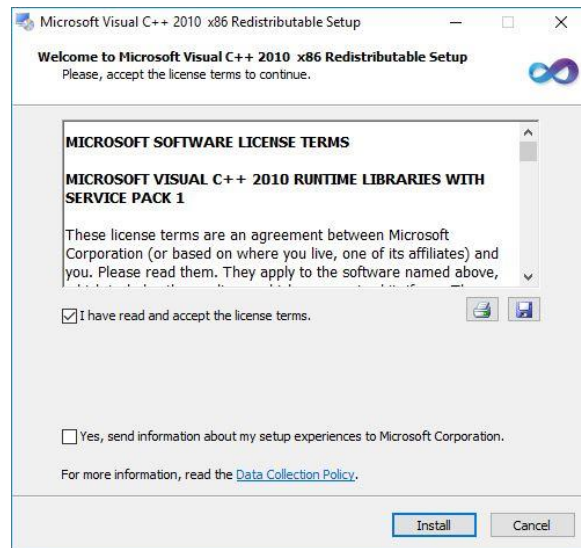 Microsoft Visual C++ 2010 x86 Redistributable Setup
Welcome to Microsoft Visual C++ 2010 x86 Redistributable Setup
Please, accept the license terms to continue.
MICROSOFT SOFTWARE LICENSE TERMS
MICROSOFT VISUAL C++ 2010 RUNTIME LIBRARIES WITH
SERVICE PACK 1
These license terms are an agreement between Microsoft
Corporation (or based on where you live, one of its affiliates) and
you. Please read them. They apply to the software named above,
I have read and accept the license terms.
Yes, send information about my setup experiences to Microsoft Corporation.
For more information, read the Data Collection Policy.
Install
Cancel